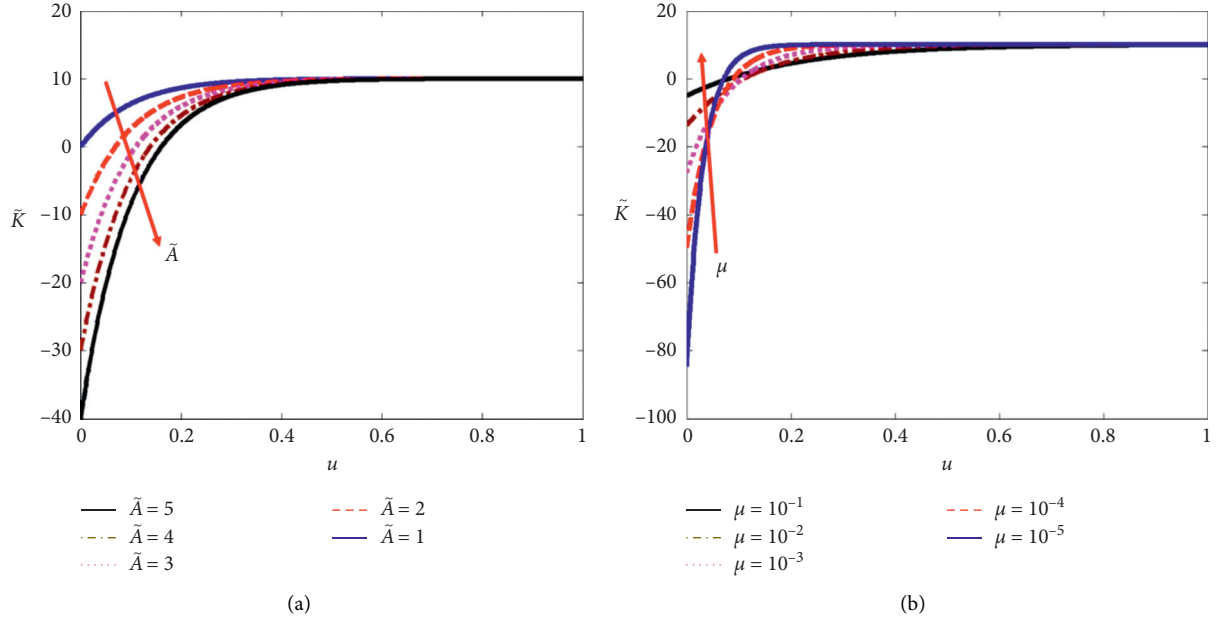 20
10
0
–10
–20
–30
–40
K̃
Ã
0
0.2
0.4
0.6
0.8
1
u
Ã = 5
Ã = 4
Ã = 3
Ã = 2
Ã = 1
(a)
20
0
–20
–40
–60
–80
–100
K̃
μ
0
0.2
0.4
0.6
0.8
1
u
μ = 10⁻¹
μ = 10⁻²
μ = 10⁻³
μ = 10⁻⁴
μ = 10⁻⁵
(b)